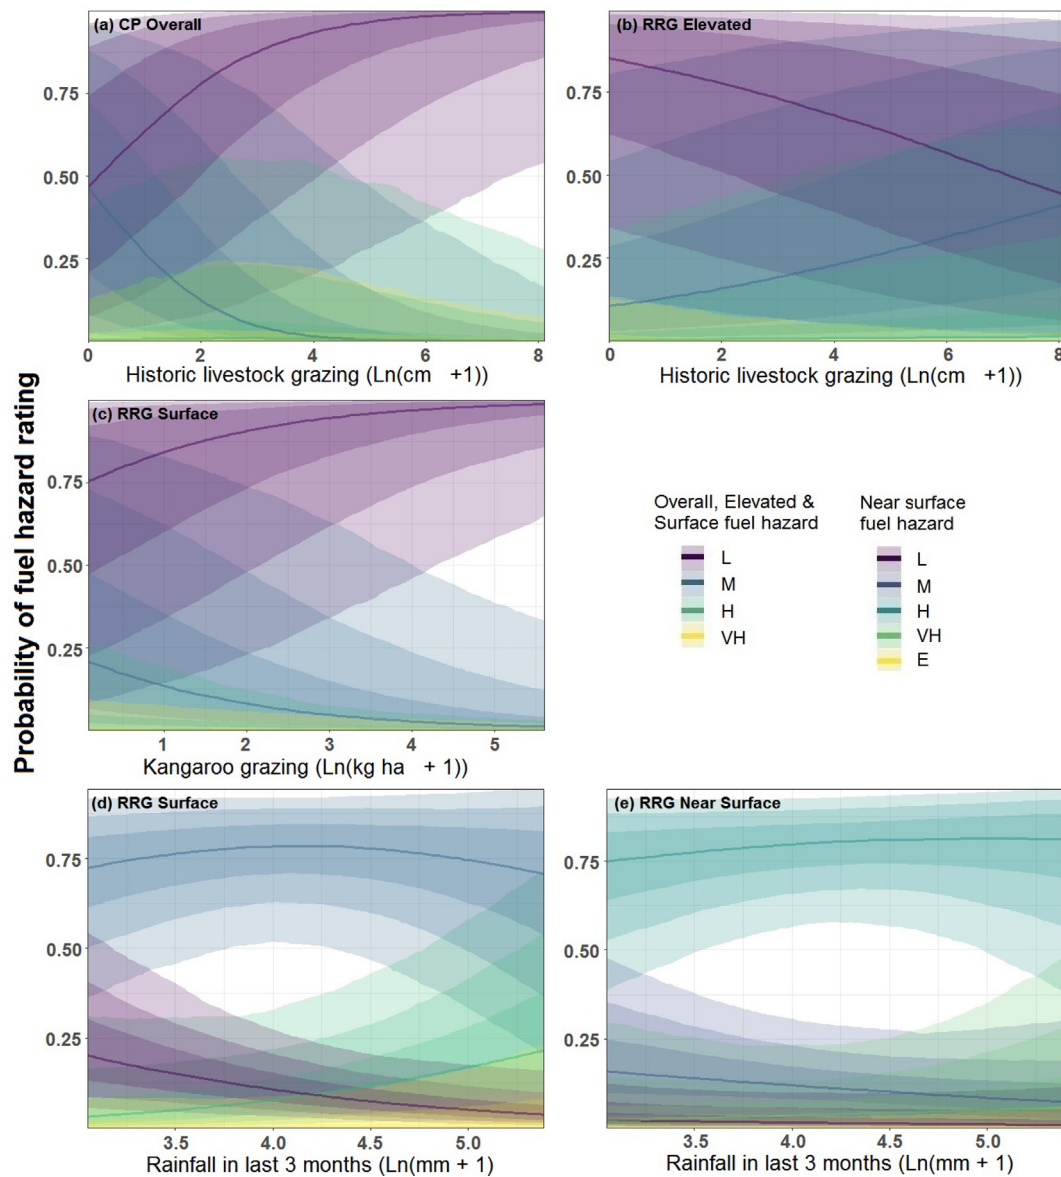 Probability of fuel hazard rating
(a) CP Overall
0.75
0.50
0.25
0 2 4 6 8
Historic livestock grazing (Ln(cm +1))
(b) RRG Elevated
0.75
0.50
0.25
0 2 4 6 8
Historic livestock grazing (Ln(cm +1))
(c) RRG Surface
0.75
0.50
0.25
1 2 3 4 5
Kangaroo grazing (Ln(kg ha + 1))
Overall, Elevated &
Surface fuel hazard
L
M
H
VH
Near surface
fuel hazard
L
M
H
VH
E
(d) RRG Surface
0.75
0.50
0.25
3.5 4.0 4.5 5.0
Rainfall in last 3 months (Ln(mm + 1)
(e) RRG Near Surface
0.75
0.50
0.25
3.5 4.0 4.5 5.0
Rainfall in last 3 months (Ln(mm + 1)